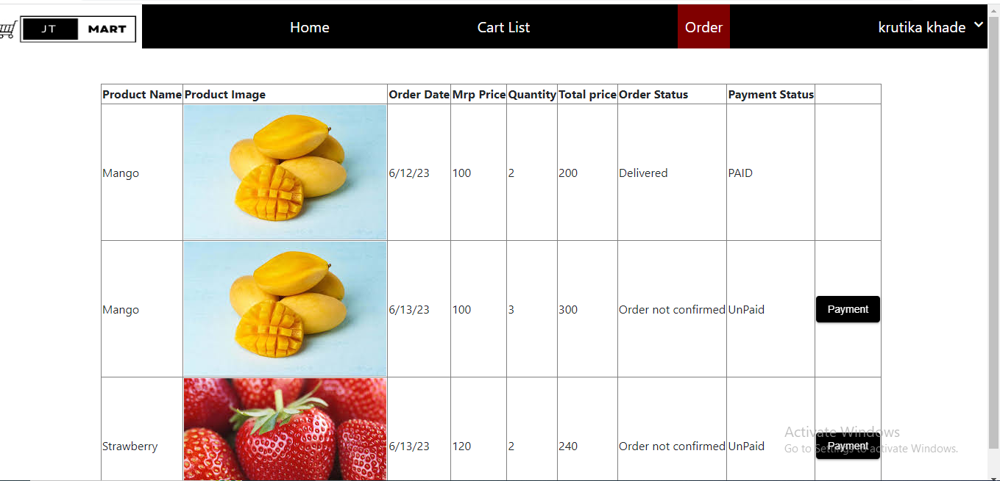 JT MART Home Cart List Order krutika khade
Product Name Product Image Order Date Mrp Price Quantity Total price Order Status Payment Status
Mango 6/12/23 100 2 200 Delivered PAID
Mango 6/13/23 100 3 300 Order not confirmed UnPaid Payment
Strawberry 6/13/23 120 2 240 Order not confirmed UnPaid Payment
Activate Windows
Go to Settings to activate Windows.